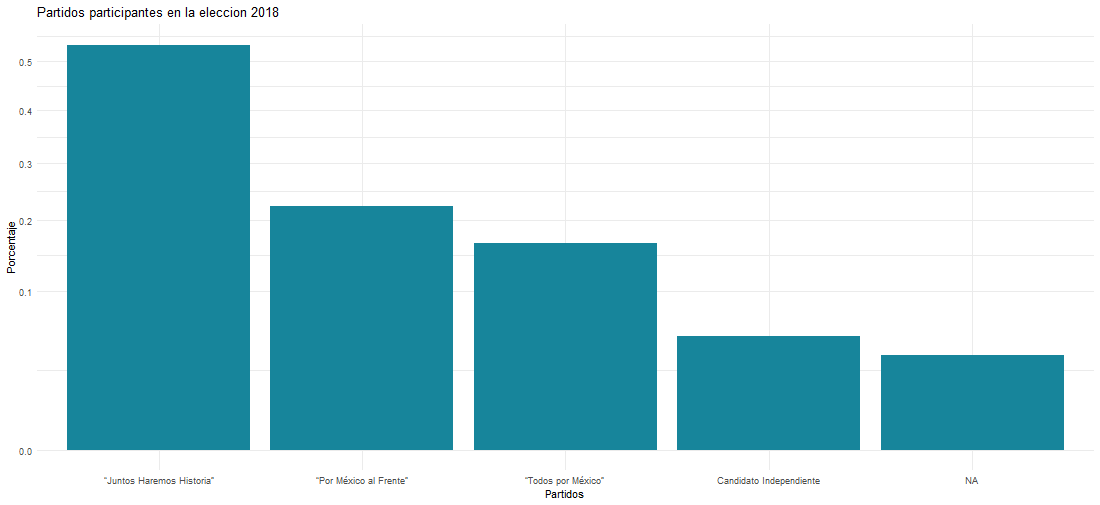 Partidos participantes en la eleccion 2018
Porcentaje
0.5
0.4
0.3
0.2
0.1
0.0
"Juntos Haremos Historia"
"Por México al Frente"
"Todos por México"
Candidato Independiente
NA
Partidos